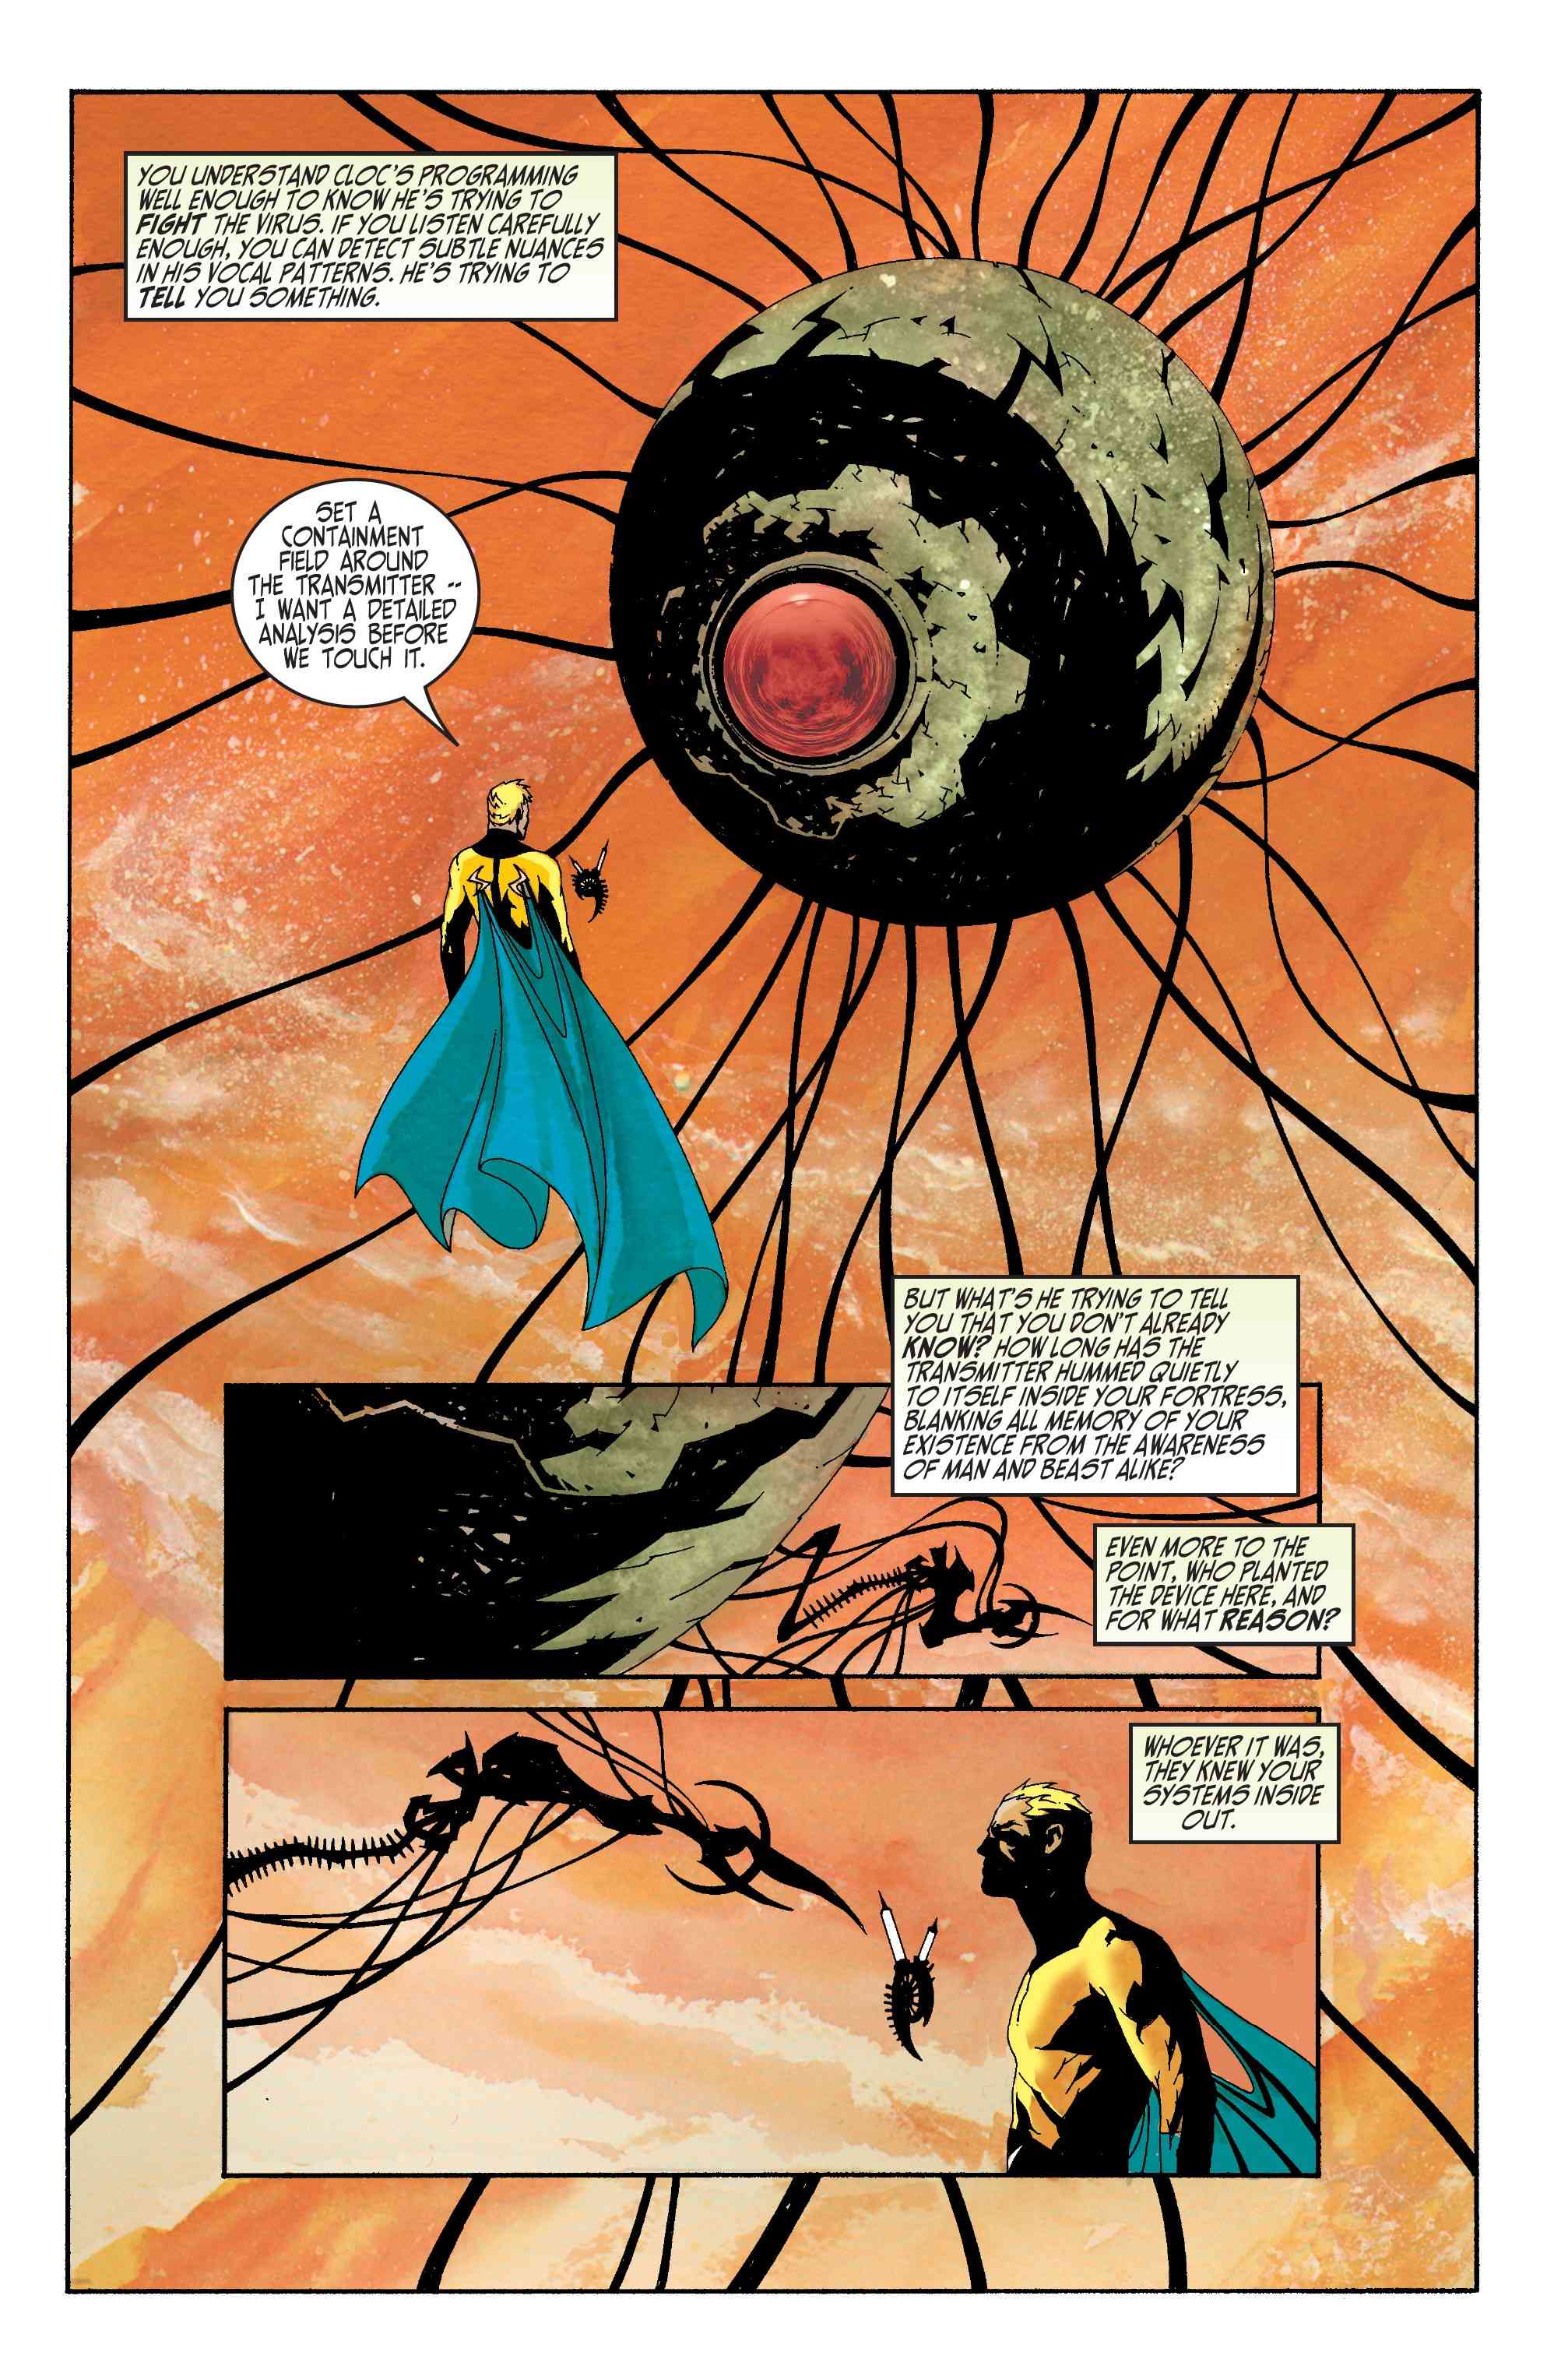 YOU UNDERSTAND CLOC'S PROGRAMMING
WELL ENOUGH TO KNOW HE'S TRYING TO
FIGHT THE VIRUS. IF YOU LISTEN CAREFULLY
ENOUGH, YOU CAN DETECT SUBTLE NUANCES
IN HIS VOCAL PATTERNS. HE'S TRYING TO
TELL YOU SOMETHING.
SET A
CONTAINMENT
FIELD AROUND
THE TRANSMITTER --
I WANT A DETAILED
ANALYSIS BEFORE
WE TOUCH IT.
BUT WHAT'S HE TRYING TO TELL
YOU THAT YOU DON'T ALREADY
KNOW? HOW LONG HAS THE
TRANSMITTER HUMMED QUIETLY
TO ITSELF INSIDE YOUR FORTRESS,
BLANKING ALL MEMORY OF YOUR
EXISTENCE FROM THE AWARENESS
OF MAN AND BEAST ALIKE?
EVEN MORE TO THE
POINT, WHO PLANTED
THE DEVICE HERE, AND
FOR WHAT REASON?
WHOEVER IT WAS,
THEY KNEW YOUR
SYSTEMS INSIDE
OUT.